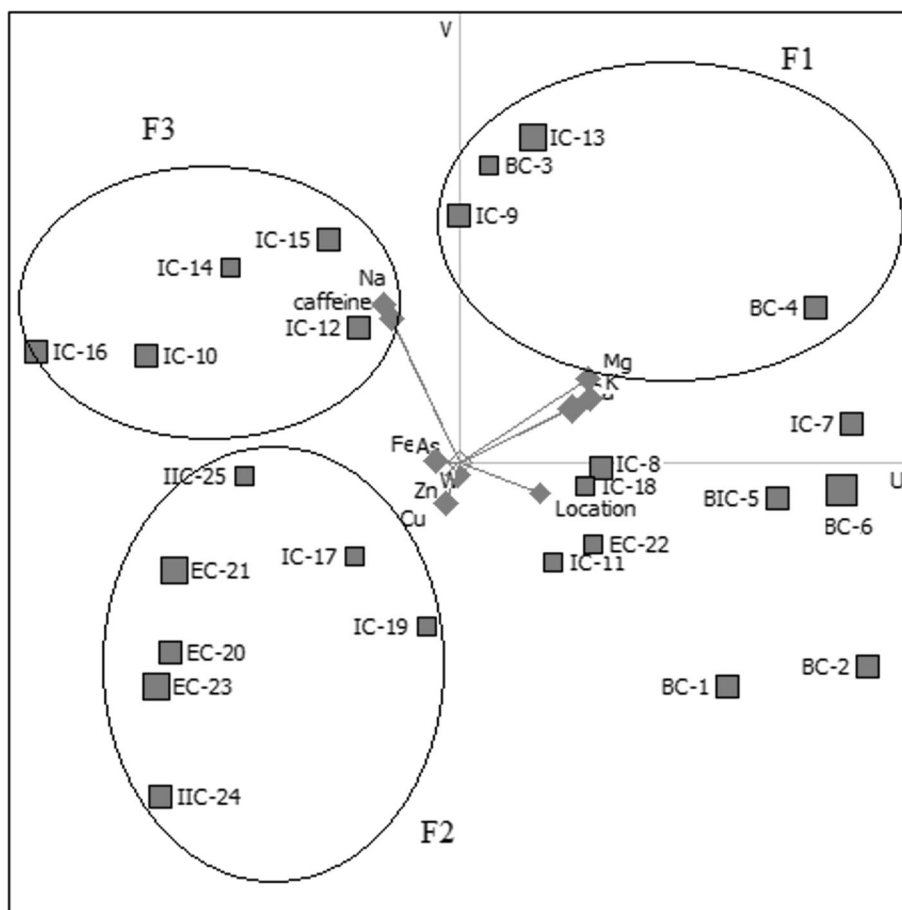 V
F1
F3
IC-13
BC-3
IC-9
IC-15
IC-14
Na
caffeine
BC-4
IC-12
IC-16
IC-10
Mg
K
IC-7
Fe
As
IC-8
U
IIC-25
W
IC-18
Zn
Location
BIC-5
Cu
BC-6
EC-22
IC-17
IC-11
EC-21
IC-19
EC-20
BC-2
EC-23
BC-1
IIC-24
F2